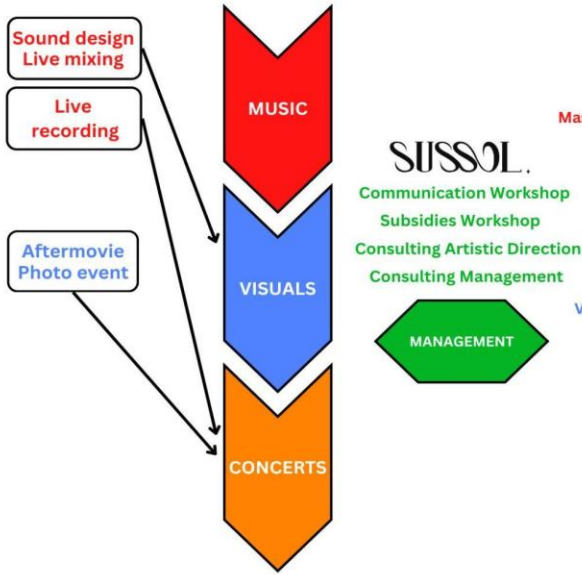 Sound design
Live mixing
Live
recording
Aftermovie
Photo event
MUSIC
VISUALS
CONCERTS
SUSSOL.
Communication Workshop
Subsidies Workshop
Consulting Artistic Direction
Consulting Management
MANAGEMENT